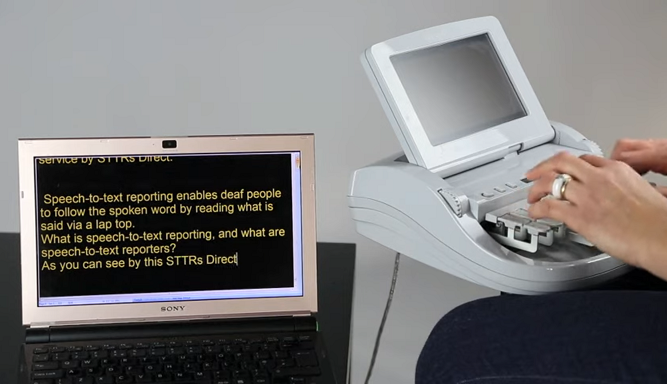 service by STTRs Direct.
Speech-to-text reporting enables deaf people
to follow the spoken word by reading what is
said via a lap top.
What is speech-to-text reporting, and what are
speech-to-text reporters?
As you can see by this STTRs Direct
SONY